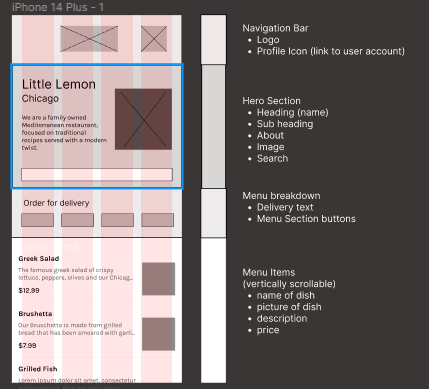 iPhone 14 Plus - 1
Navigation Bar
• Logo
• Profile Icon (link to user account)
Little Lemon
Chicago
We are a family owned
Mediterranean restaurant,
focused on traditional
recipes served with a modern
twist.
Hero Section
• Heading (name)
• Sub heading
• About
• Image
• Search
Order for delivery
Menu breakdown
• Delivery text
• Menu Section buttons
Greek Salad
The famous greek salad of crispy
lettuce, peppers, olives and our Chicag...
$12.99
Brushetta
Our Brushetta is made from grilled
bread that has been smeared with garli...
$7.99
Grilled Fish
Lorem ipsum dolor sit amet, consectetur
Menu Items
(vertically scrollable)
• name of dish
• picture of dish
• description
• price